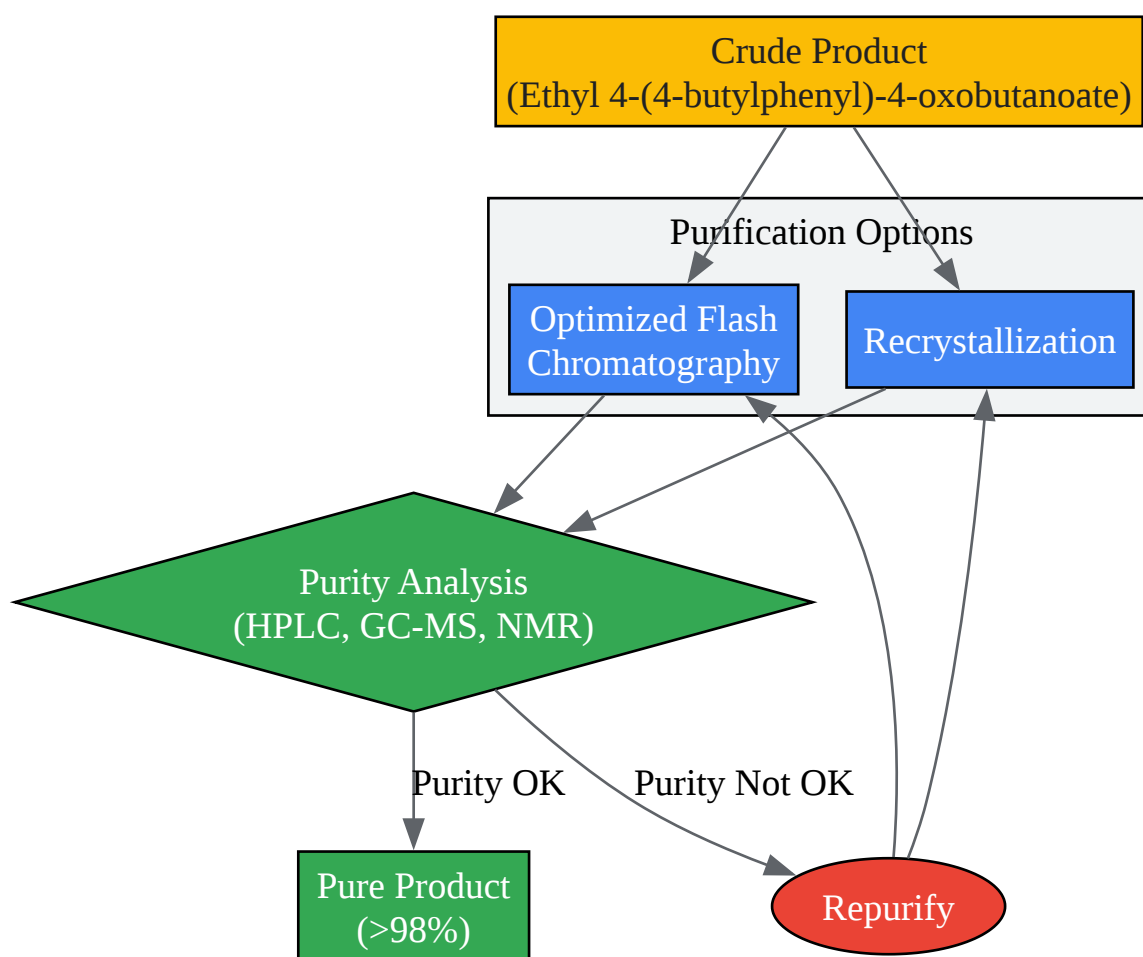 Crude Product
(Ethyl 4-(4-butylphenyl)-4-oxobutanoate)
Purification Options
Optimized Flash
Chromatography
Recrystallization
Purity Analysis
(HPLC, GC-MS, NMR)
Purity OK
Purity Not OK
Pure Product
(>98%)
Repurify